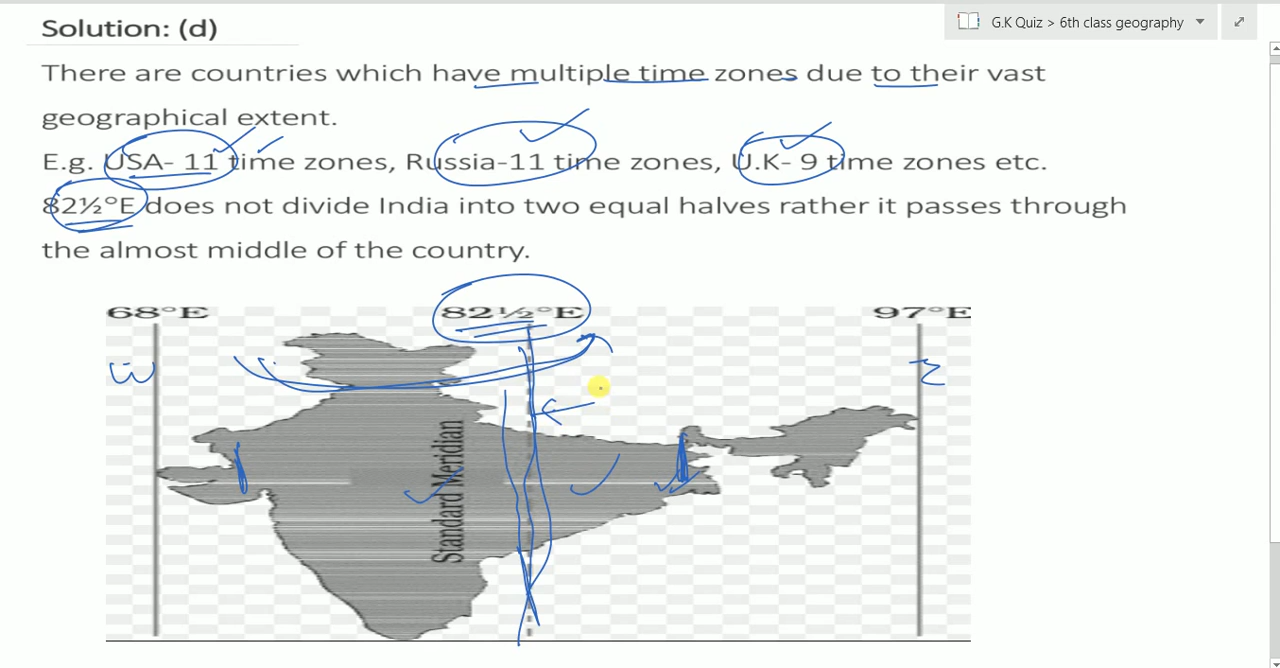 G.K Quiz > 6th class geography
Solution: (d)
There are countries which have multiple time zones due to their vast
geographical extent.
E.g. USA- 11 time zones, Russia-11 time zones, U.K- 9 time zones etc.
82½°E does not divide India into two equal halves rather it passes through
the almost middle of the country.
68°E 82½°E 97°E
Standard Meridian